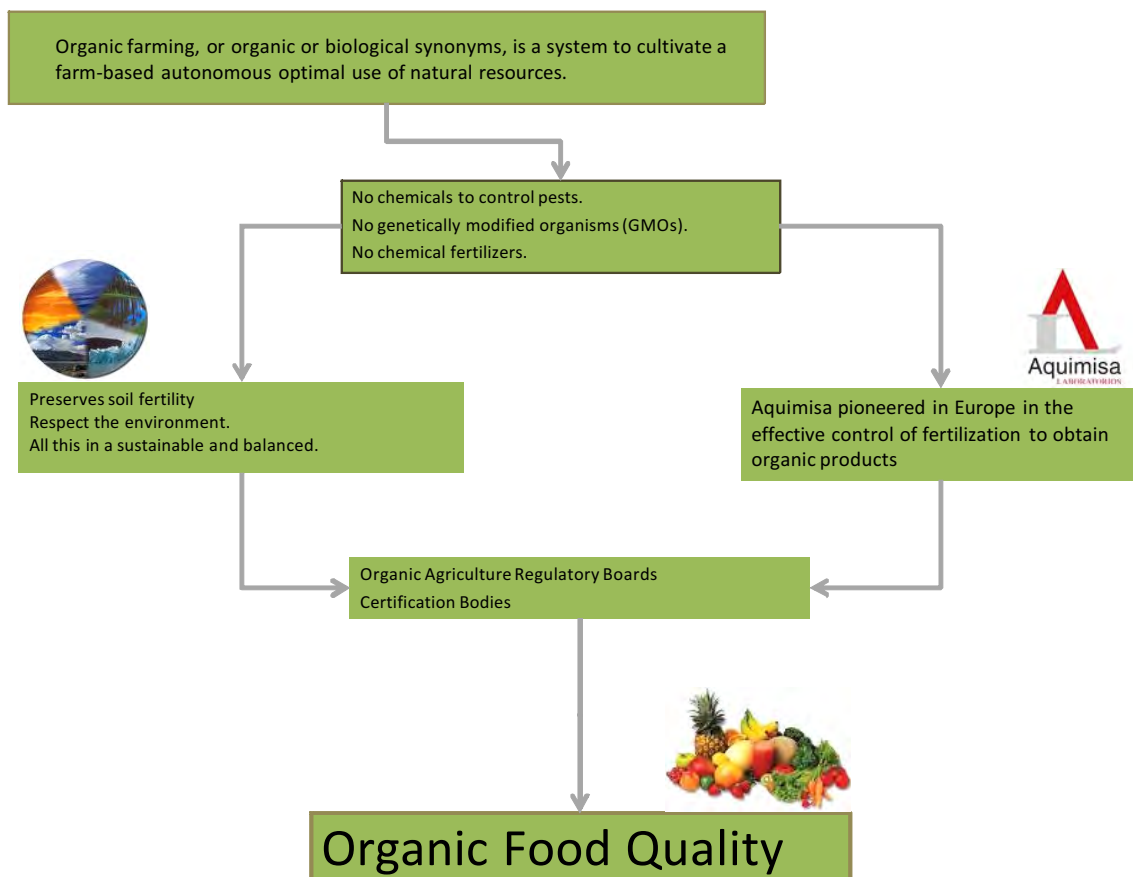 Organic farming, or organic or biological synonyms, is a system to cultivate a
farm-based autonomous optimal use of natural resources.
No chemicals to control pests.
No genetically modified organisms (GMOs).
No chemical fertilizers.
Aquimisa
LABORATORIOS
Preserves soil fertility
Respect the environment.
All this in a sustainable and balanced.
Aquimisa pioneered in Europe in the
effective control of fertilization to obtain
organic products
Organic Agriculture Regulatory Boards
Certification Bodies
Organic Food Quality